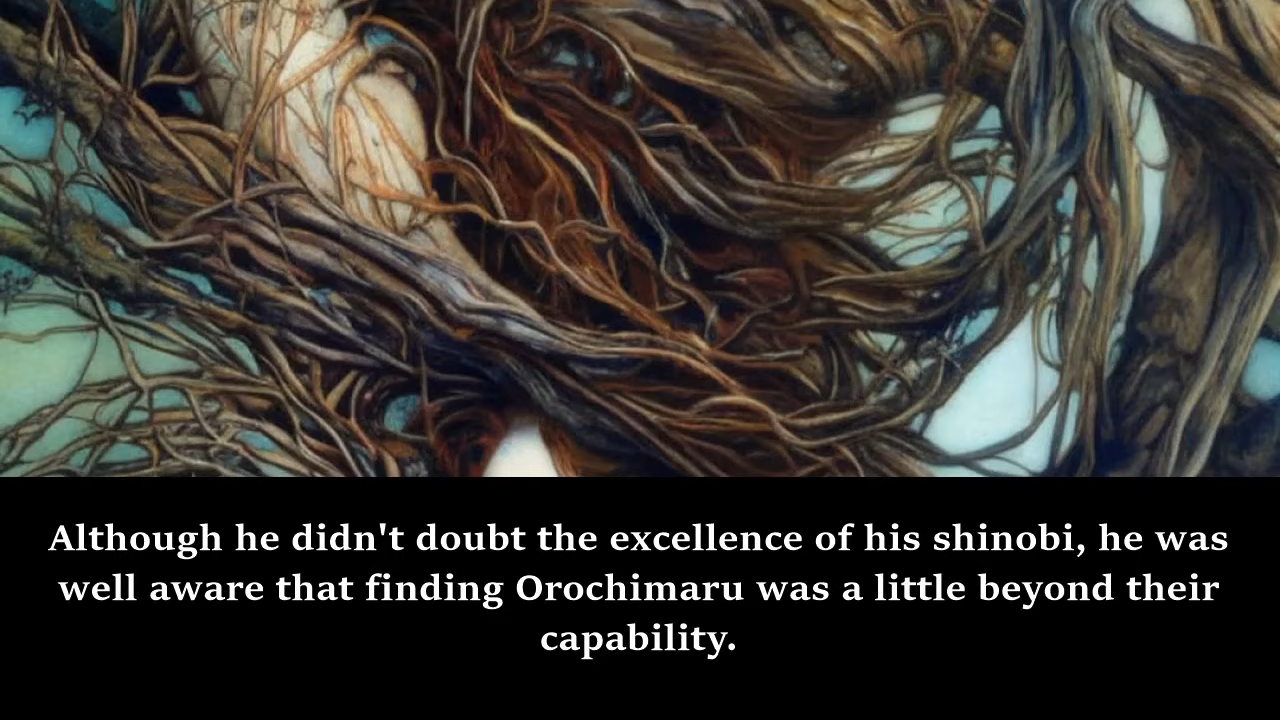 Although he didn't doubt the excellence of his shinobi, he was
well aware that finding Orochimaru was a little beyond their
capability.